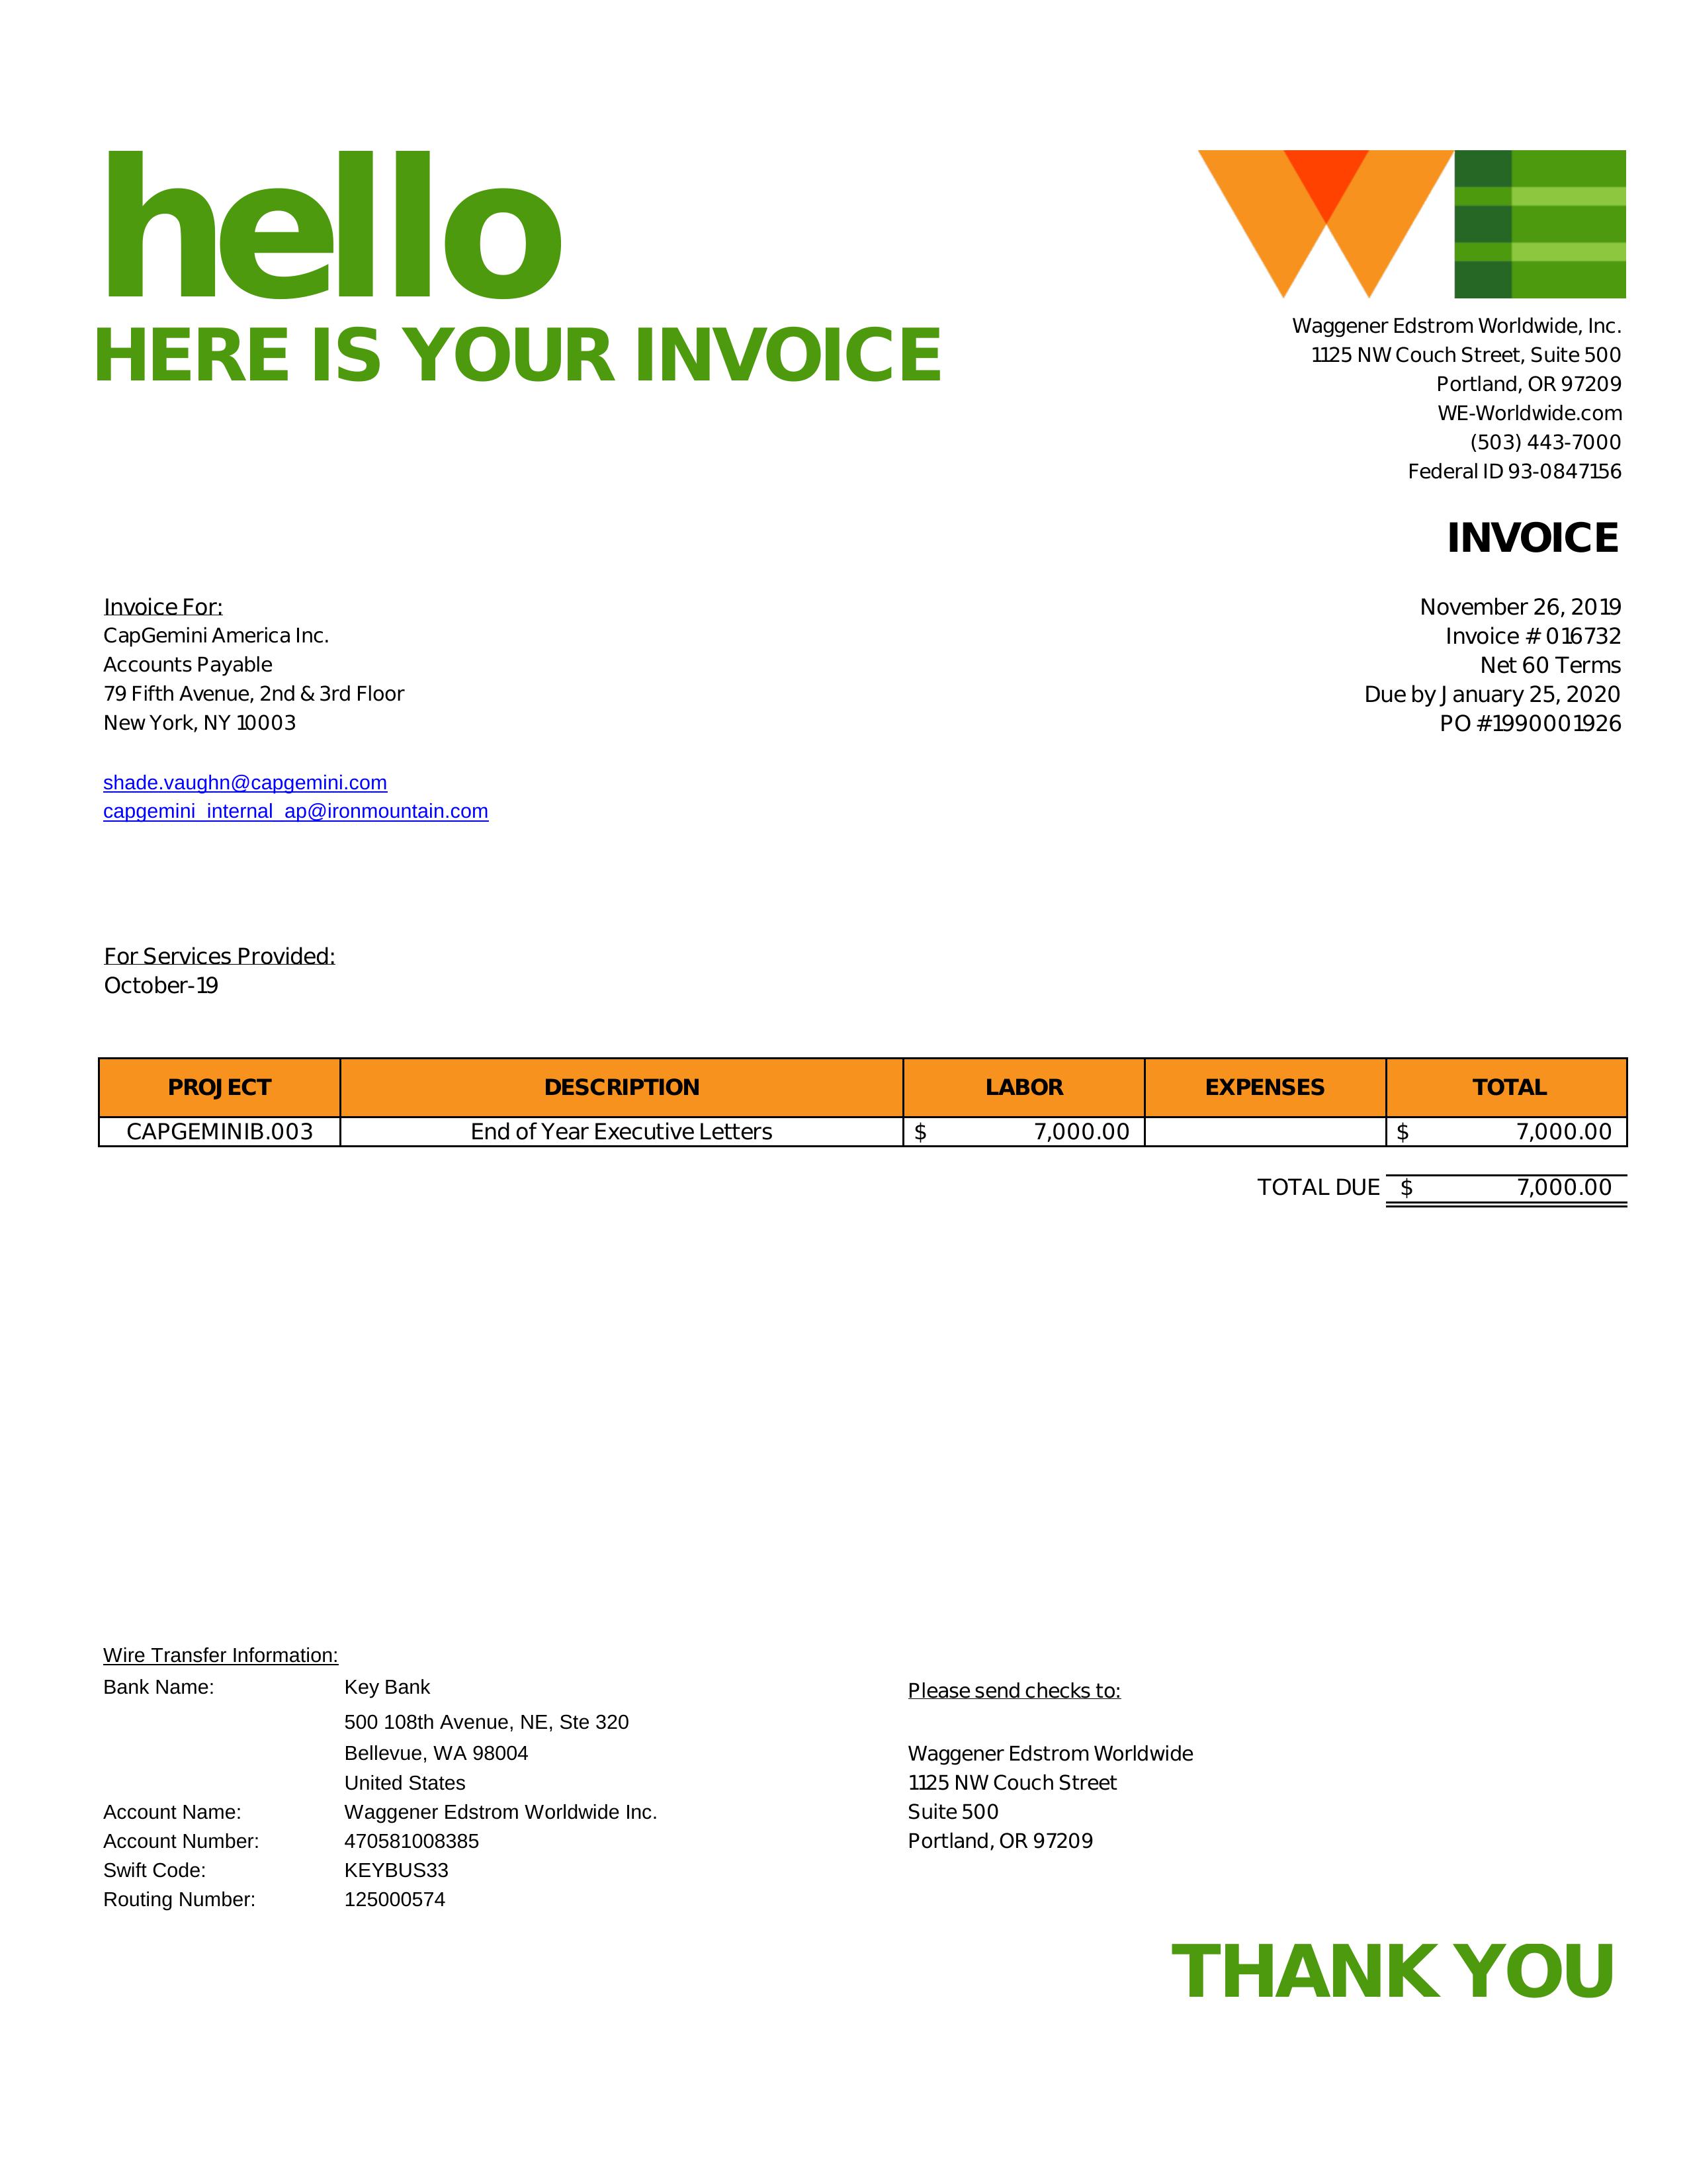 hello
WE
HERE IS YOUR INVOICE
Waggener Edstrom Worldwide, Inc.
1125 NW Couch Street, Suite 500
Portland, OR 97209
WE-Worldwide.com
(503) 443-7000
Federal ID 93-0847156
INVOICE
Invoice For:
CapGemini America Inc.
Accounts Payable
79 Fifth Avenue, 2nd & 3rd Floor
New York, NY 10003
November 26, 2019
Invoice # 016732
Net 60 Terms
Due by January 25, 2020
PO #1990001926
shade.vaughn@capgemini.com
capgemini_internal_ap@ironmountain.com
For Services Provided:
October-19
PROJECT DESCRIPTION LABOR EXPENSES TOTAL
CAPGEMINIB.003 End of Year Executive Letters $ 7,000.00 $ 7,000.00
TOTAL DUE $ 7,000.00
Wire Transfer Information:
Bank Name: Key Bank
500 108th Avenue, NE, Ste 320
Bellevue, WA 98004
United States
Account Name: Waggener Edstrom Worldwide Inc.
Account Number: 470581008385
Swift Code: KEYBUS33
Routing Number: 125000574
Please send checks to:
Waggener Edstrom Worldwide
1125 NW Couch Street
Suite 500
Portland, OR 97209
THANK YOU